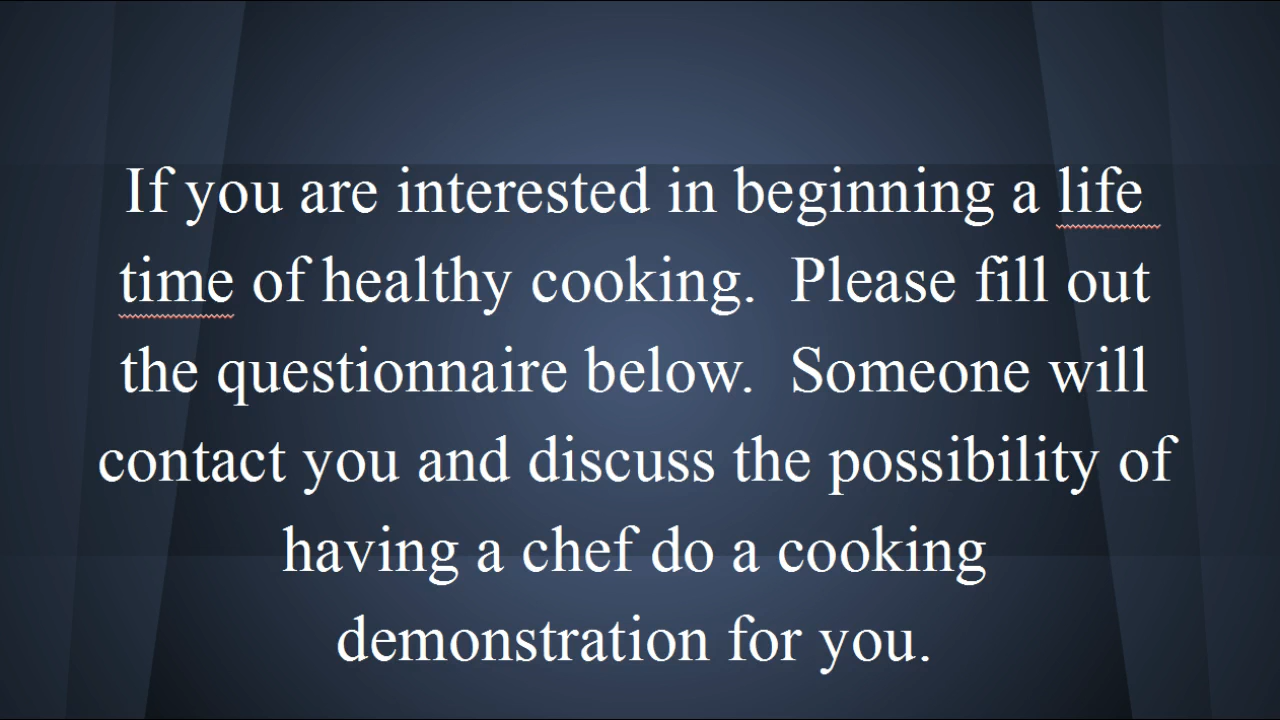 If you are interested in beginning a life
time of healthy cooking.  Please fill out
the questionnaire below.  Someone will
contact you and discuss the possibility of
having a chef do a cooking
demonstration for you.